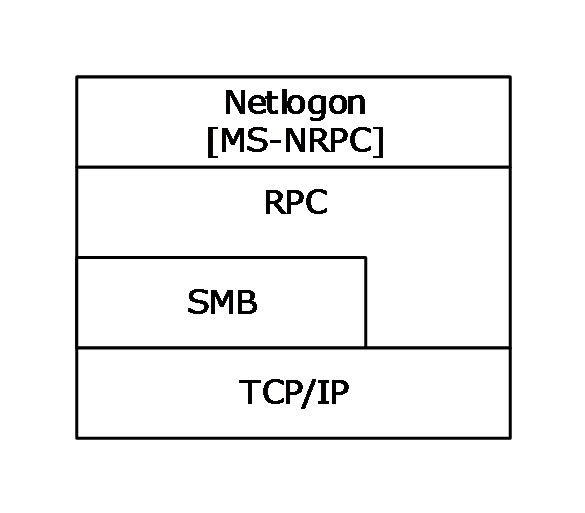 Netlogon
[MS-NRPC]
RPC
SMB
TCP/IP